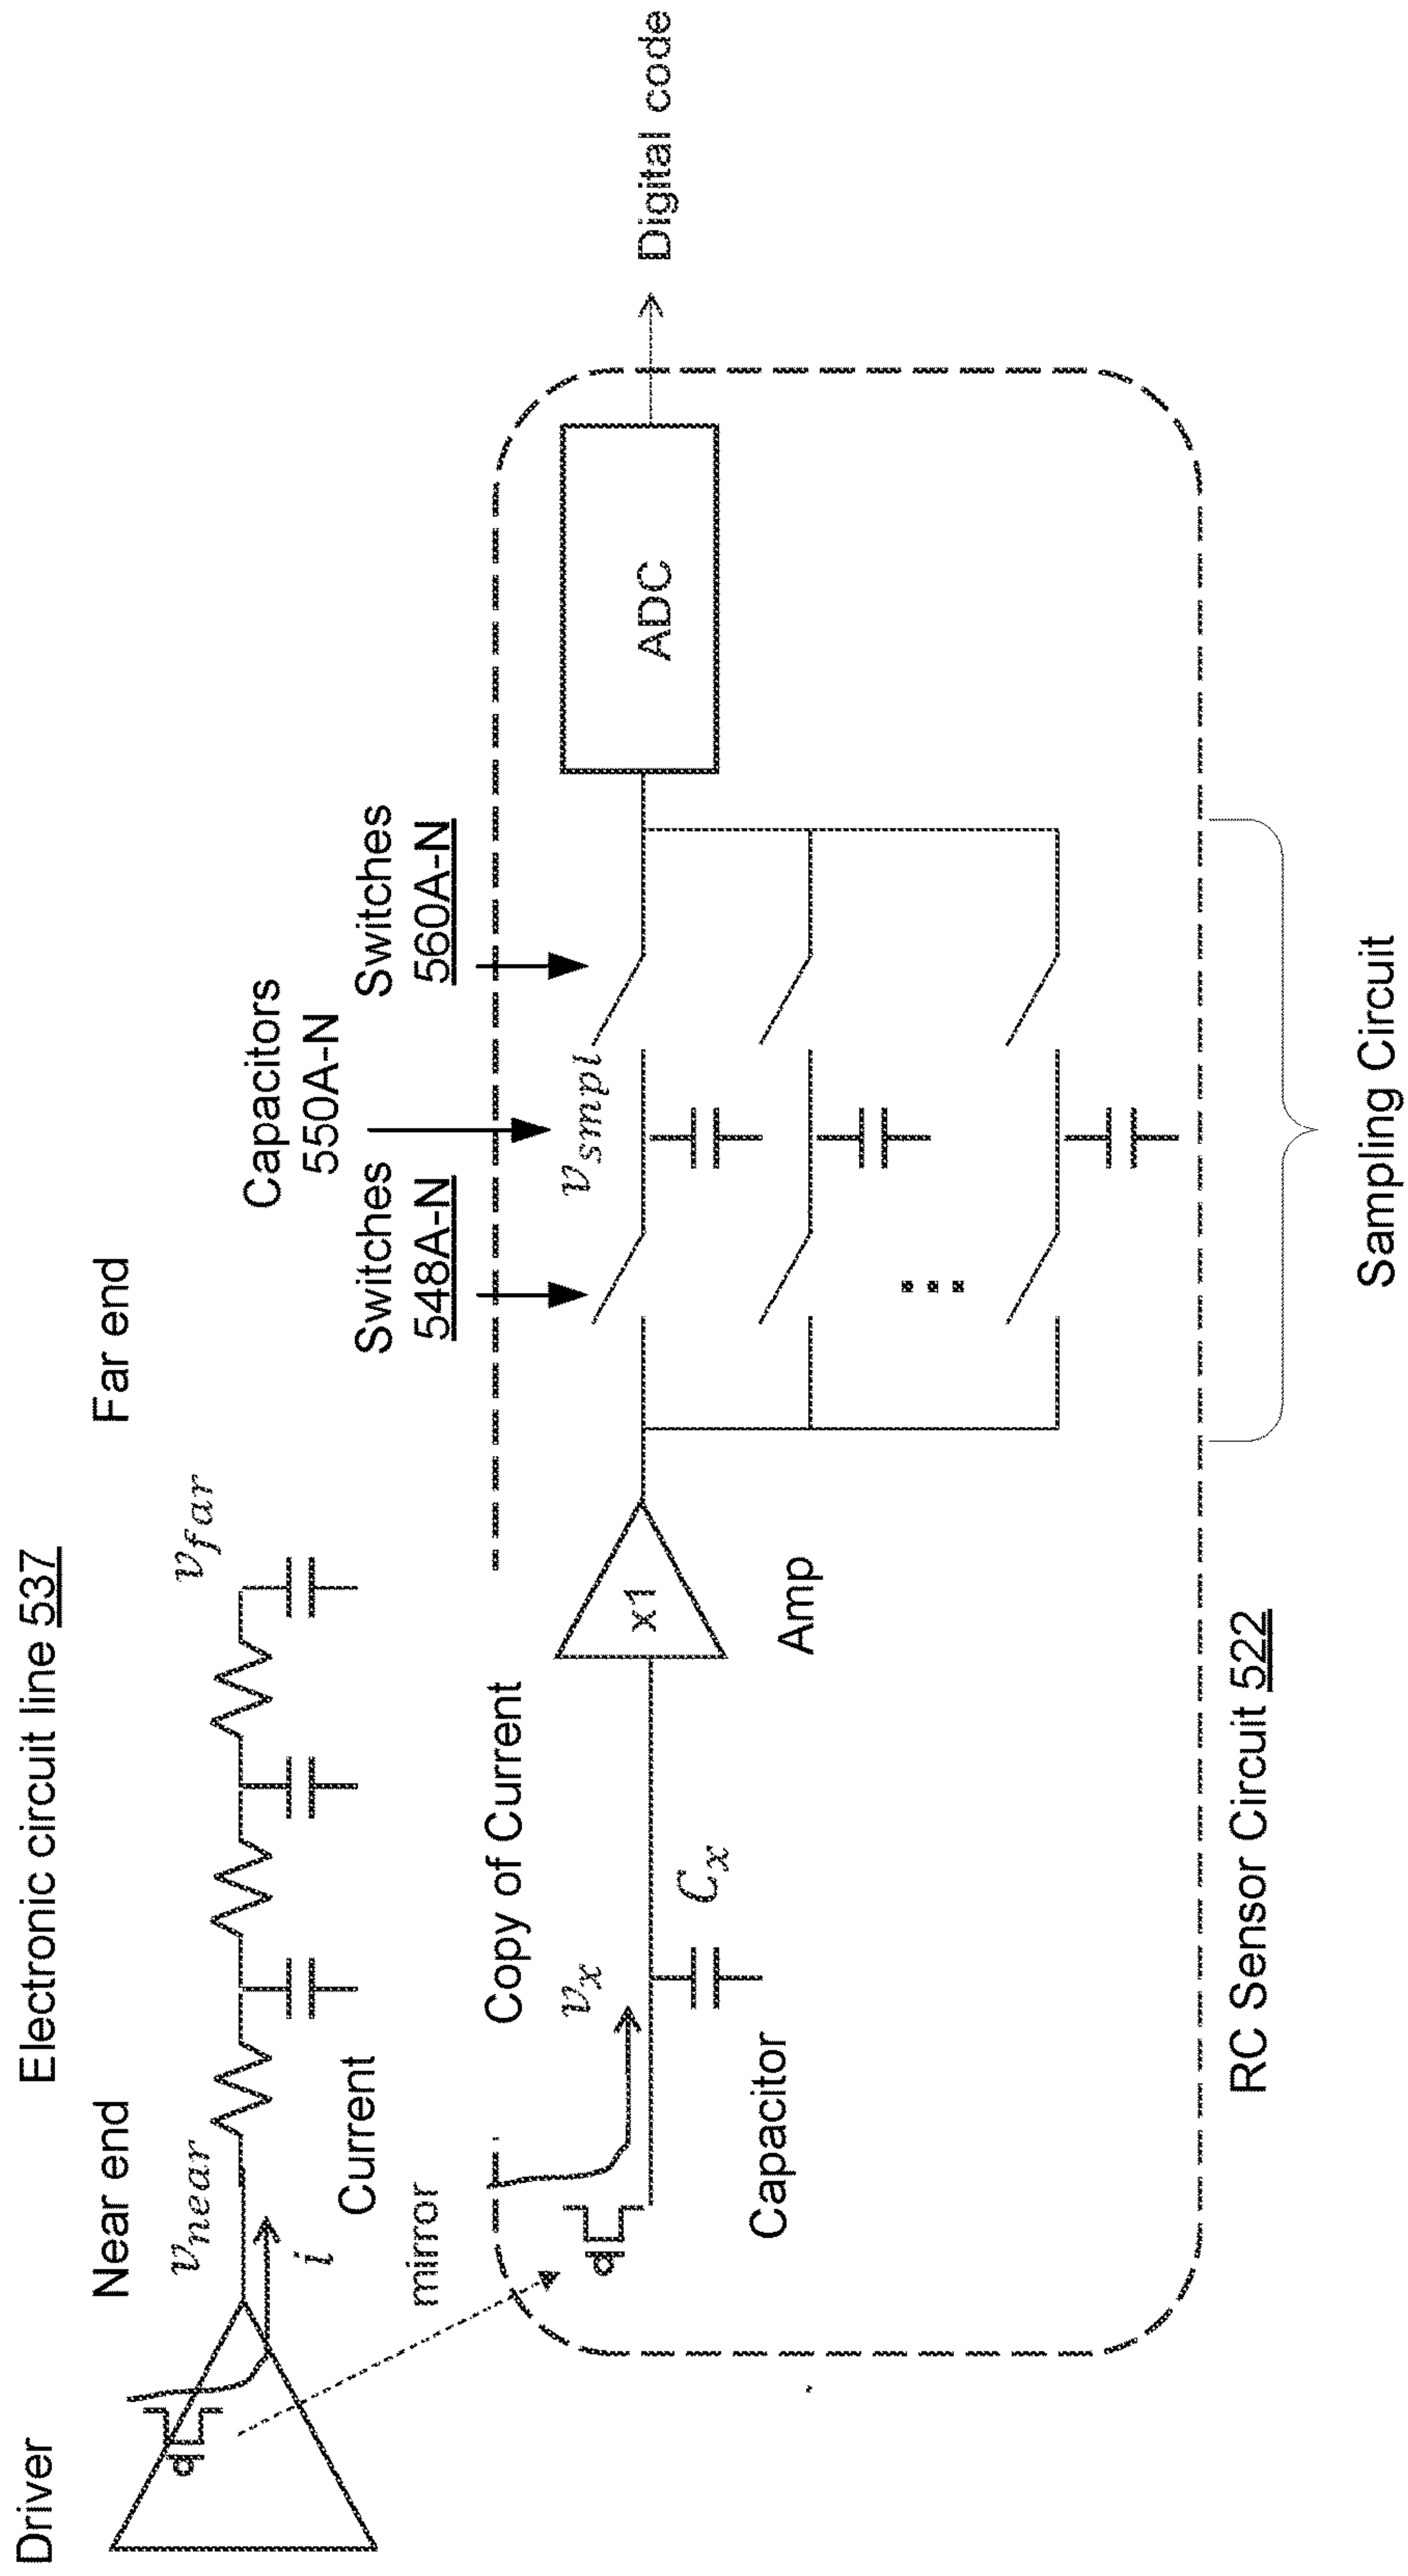 Driver
Near end
Electronic circuit line 537
Far end
v_near
v_far
i
Current
mirror
Copy of Current
v_x
C_x
Capacitor
x1
Amp
Switches
548A-N
Capacitors
550A-N
Switches
560A-N
v_smpl
ADC
Digital code
RC Sensor Circuit 522
Sampling Circuit